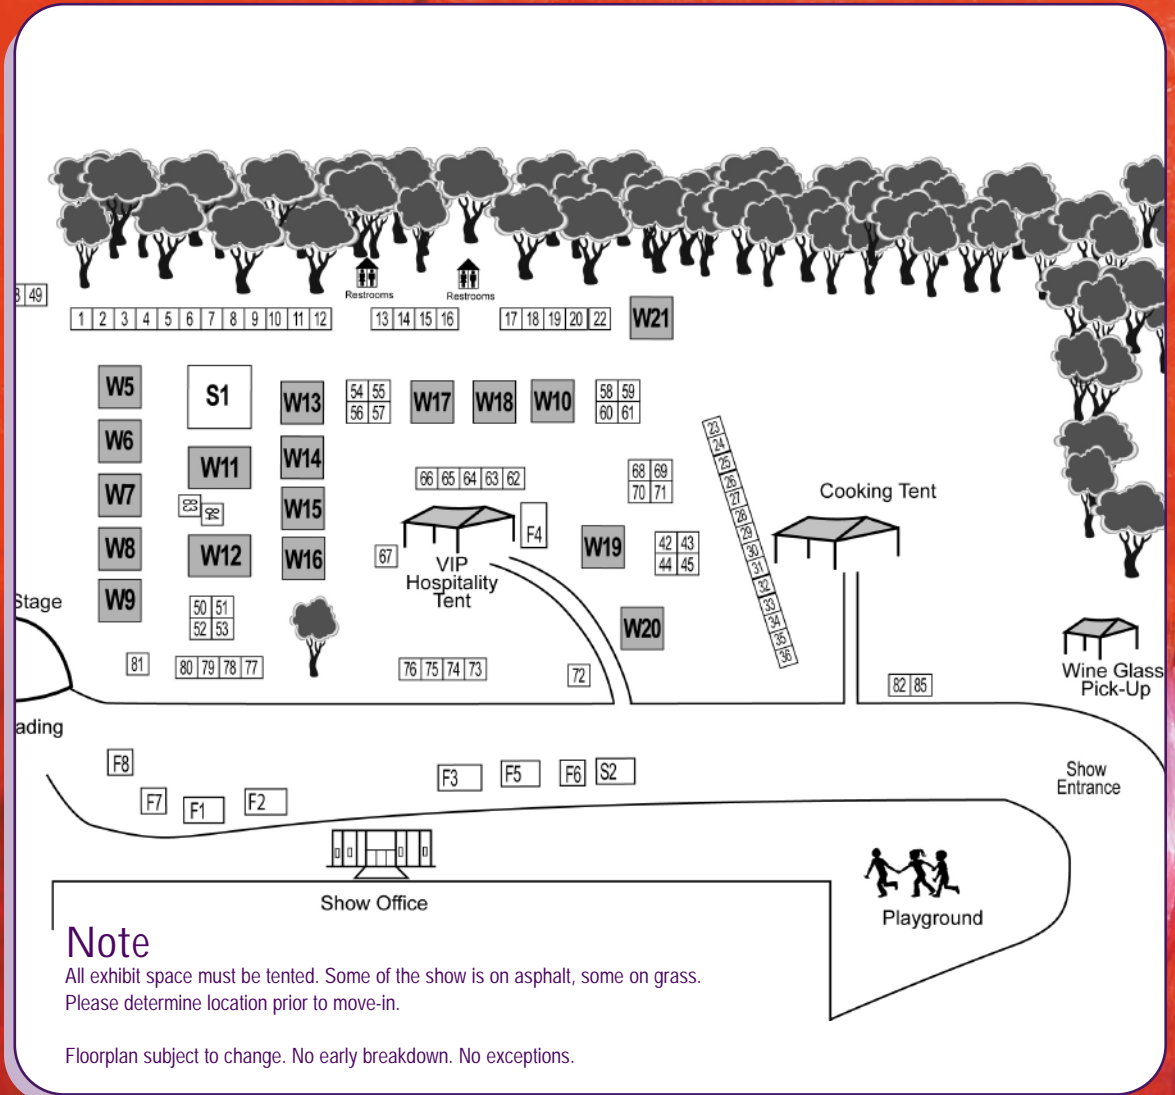 Restrooms
Restrooms
49
1 2 3 4 5 6 7 8 9 10 11 12
13 14 15 16
17 18 19 20 22
W21
W5
S1
W13
54 55
56 57
W17
W18
W10
58 59
60 61
W6
W11
W14
23
24
25
26
27
28
29
30
31
32
33
34
35
36
W7
83
84
W15
66 65 64 63 62
F4
68 69
70 71
Cooking Tent
W8
W12
W16
67
VIP
Hospitality
Tent
W19
42 43
44 45
W9
Stage
50 51
52 53
W20
81
80 79 78 77
76 75 74 73
72
82 85
Wine Glass
Pick-Up
ading
F8
F7
F1
F2
F3
F5
F6
S2
Show
Entrance
Show Office
Playground
Note
All exhibit space must be tented. Some of the show is on asphalt, some on grass.
Please determine location prior to move-in.
Floorplan subject to change. No early breakdown. No exceptions.